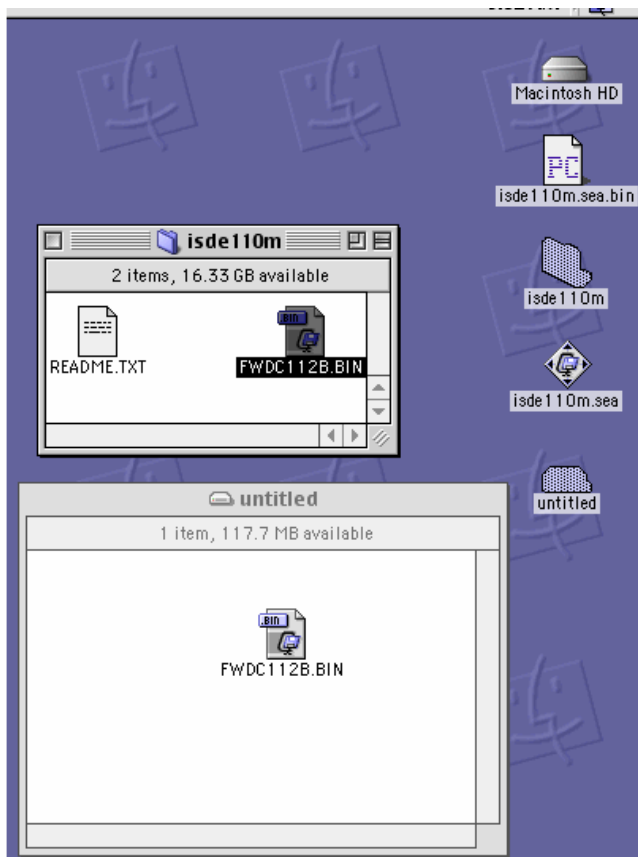 Macintosh HD
PC
isde110m.sea.bin
isde110m
2 items, 16.33 GB available
.BIN
README.TXT
FWDC112B.BIN
isde110m
isde110m.sea
untitled
untitled
1 item, 117.7 MB available
.BIN
FWDC112B.BIN